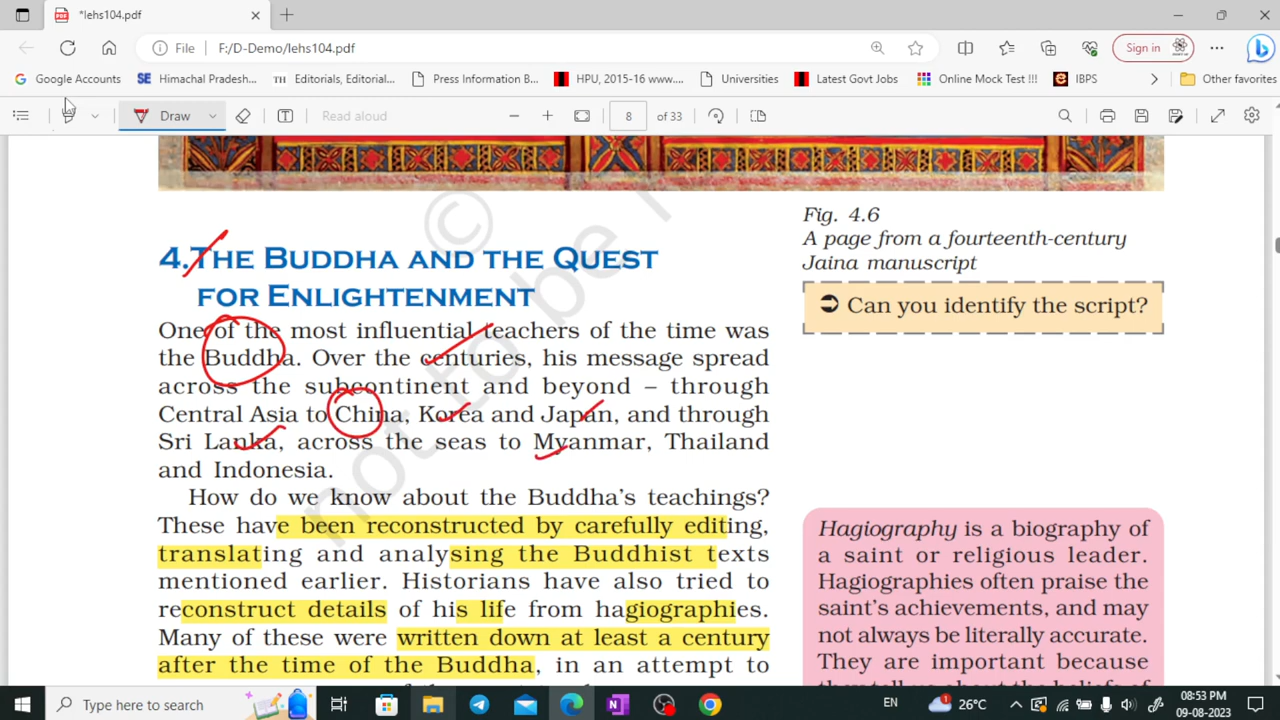 *lehs104.pdf
File F:/D-Demo/lehs104.pdf
Sign in
Google Accounts SE Himachal Pradesh... TH Editorials, Editorial... Press Information B... HPU, 2015-16 www.... Universities Latest Govt Jobs Online Mock Test !!! IBPS Other favorites
Draw Read aloud 8 of 33
© not to be r
Fig. 4.6
A page from a fourteenth-century
Jaina manuscript
Can you identify the script?
4. The Buddha and the Quest
for Enlightenment
One of the most influential teachers of the time was
the Buddha. Over the centuries, his message spread
across the subcontinent and beyond – through
Central Asia to China, Korea and Japan, and through
Sri Lanka, across the seas to Myanmar, Thailand
and Indonesia.
How do we know about the Buddha's teachings?
These have been reconstructed by carefully editing,
translating and analysing the Buddhist texts
mentioned earlier. Historians have also tried to
reconstruct details of his life from hagiographies.
Many of these were written down at least a century
after the time of the Buddha, in an attempt to
Hagiography is a biography of
a saint or religious leader.
Hagiographies often praise the
saint's achievements, and may
not always be literally accurate.
They are important because
Type here to search
EN 1 26°C 08:53 PM
09-08-2023